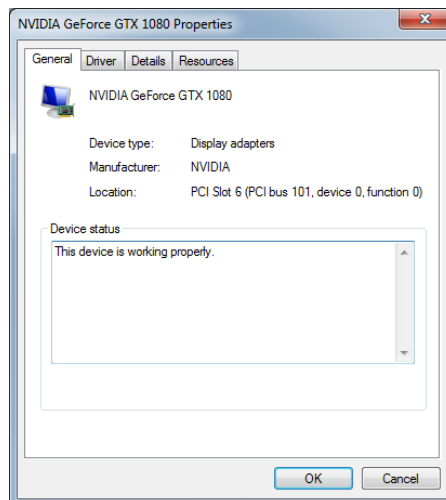 NVIDIA GeForce GTX 1080 Properties
General Driver Details Resources
NVIDIA GeForce GTX 1080
Device type: Display adapters
Manufacturer: NVIDIA
Location: PCI Slot 6 (PCI bus 101, device 0, function 0)
Device status
This device is working properly.
OK Cancel